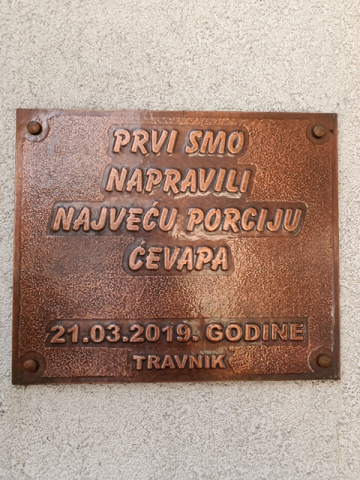 PRVI SMO
NAPRAVILI
NAJVEĆU PORCIJU
ĆEVAPA
21.03.2019. GODINE
TRAVNIK